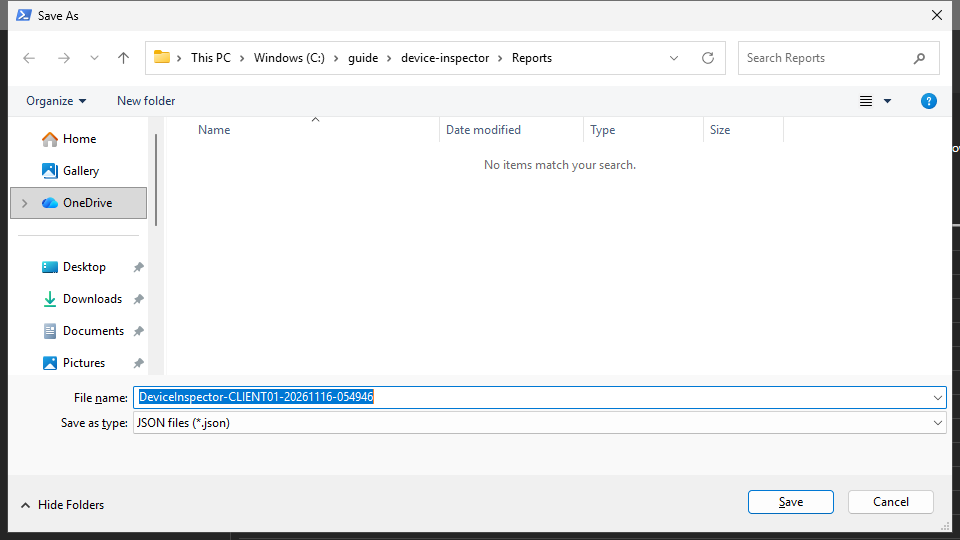 Save As
This PC > Windows (C:) > guide > device-inspector > Reports
Search Reports
Organize
New folder
?
Name
Date modified
Type
Size
No items match your search.
Home
Gallery
OneDrive
Desktop
Downloads
Documents
Pictures
File name: DeviceInspector-CLIENT01-20261116-054946
Save as type: JSON files (*.json)
Hide Folders
Save
Cancel